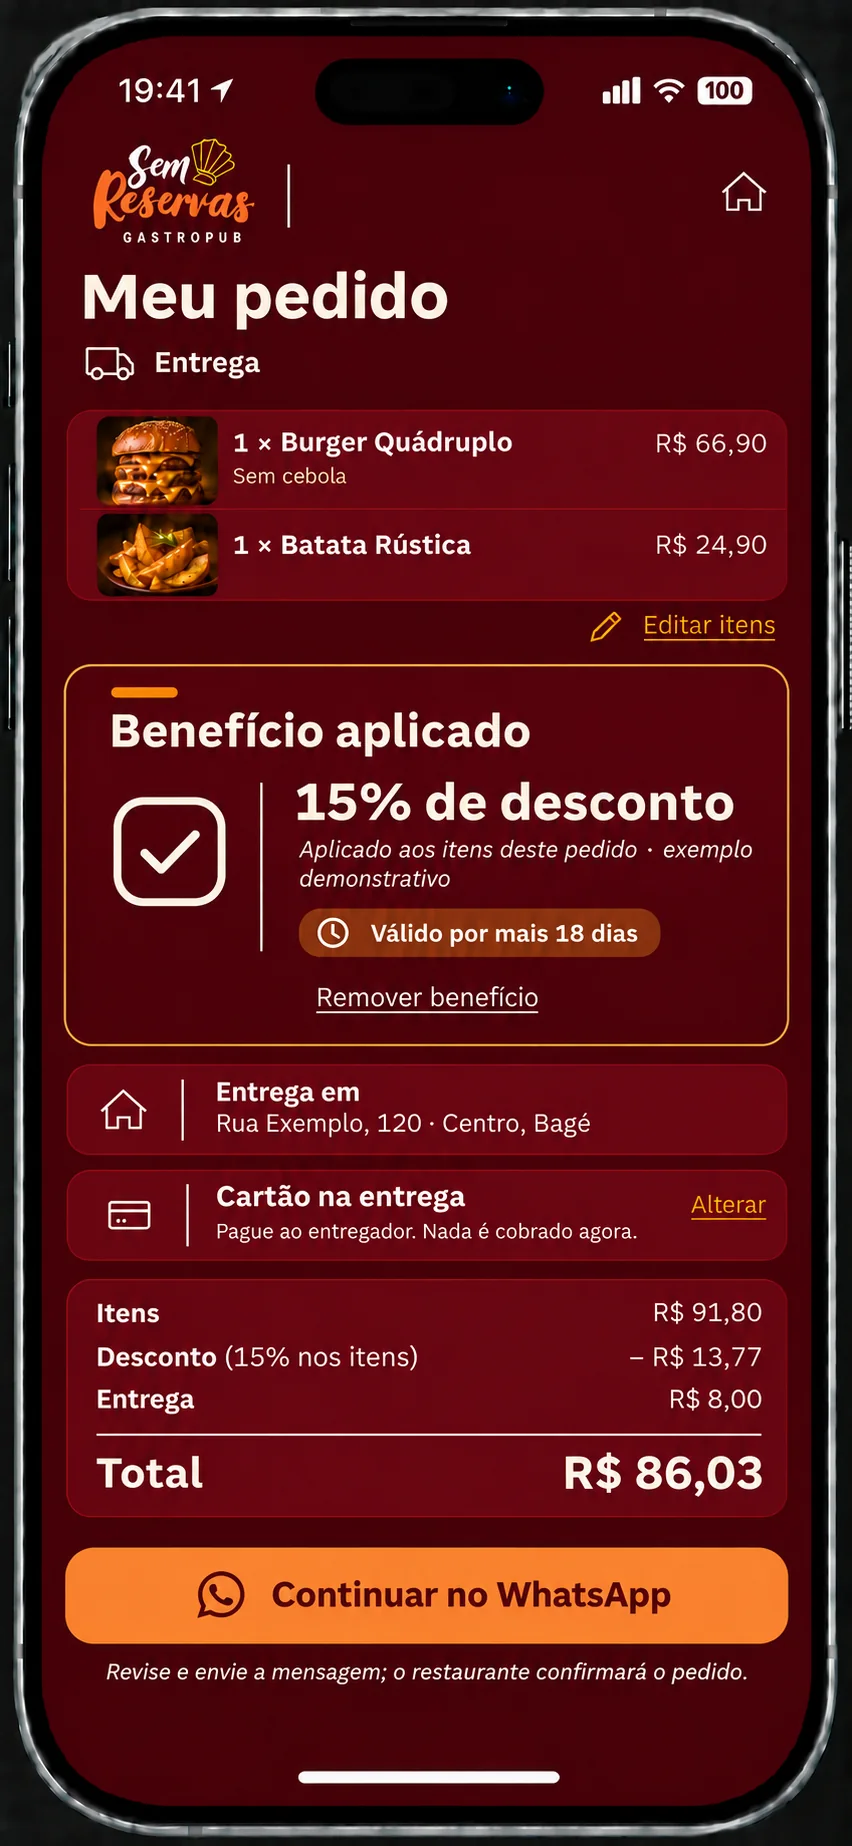 19:41
100
Sem
Reservas
GASTROPUB
Meu pedido
Entrega
1 × Burger Quádruplo R$ 66,90
Sem cebola
1 × Batata Rústica R$ 24,90
Editar itens
Benefício aplicado
15% de desconto
Aplicado aos itens deste pedido · exemplo
demonstrativo
Válido por mais 18 dias
Remover benefício
Entrega em
Rua Exemplo, 120 · Centro, Bagé
Cartão na entrega
Alterar
Pague ao entregador. Nada é cobrado agora.
Itens R$ 91,80
Desconto (15% nos itens) – R$ 13,77
Entrega R$ 8,00
Total R$ 86,03
Continuar no WhatsApp
Revise e envie a mensagem; o restaurante confirmará o pedido.